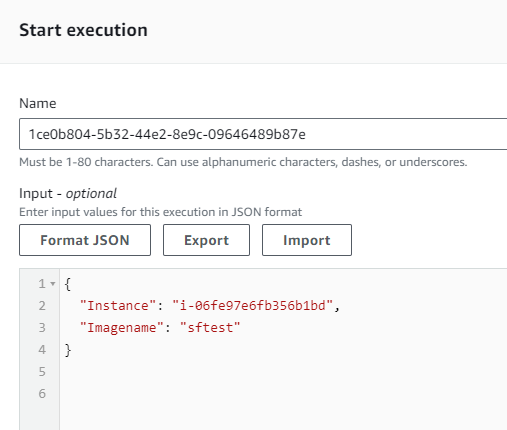 Start execution
Name
1ce0b804-5b32-44e2-8e9c-09646489b87e
Must be 1-80 characters. Can use alphanumeric characters, dashes, or underscores.
Input - optional
Enter input values for this execution in JSON format
Format JSON Export Import
1 {
2 "Instance": "i-06fe97e6fb356b1bd",
3 "Imagename": "sftest"
4 }
5
6